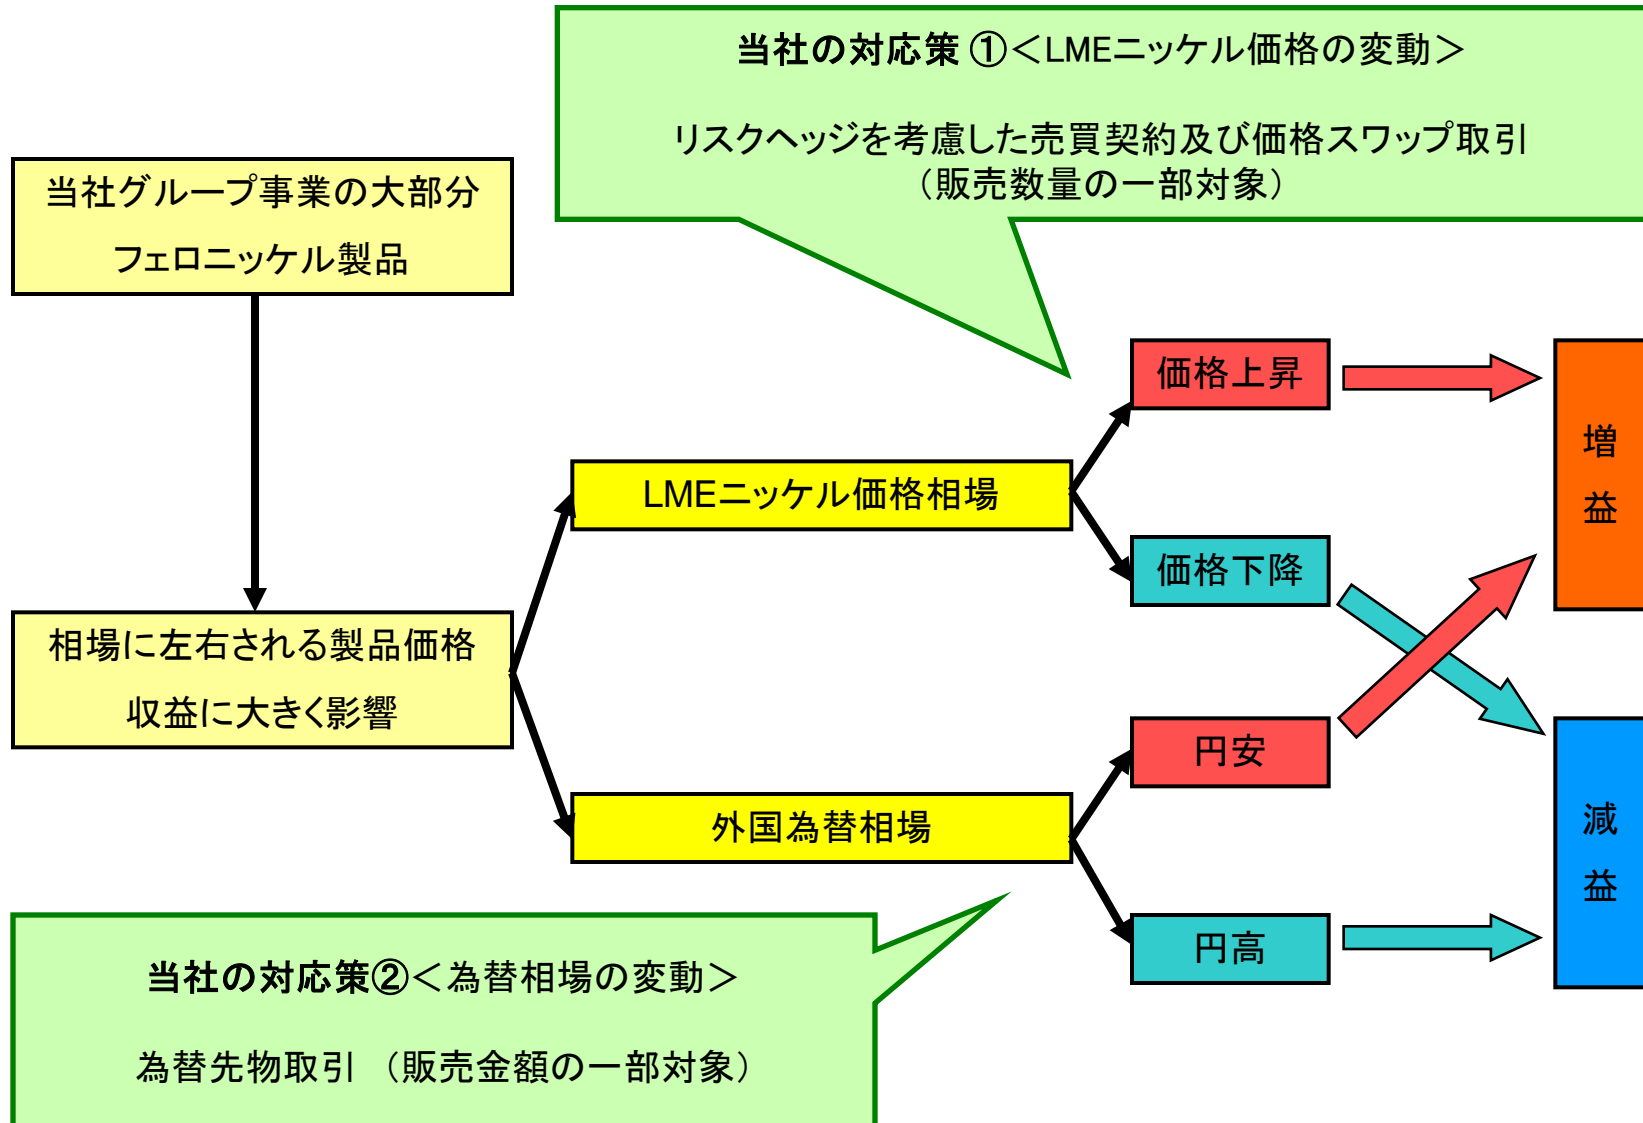 当社の対応策 ①＜LMEニッケル価格の変動＞
リスクヘッジを考慮した売買契約及び価格スワップ取引
（販売数量の一部対象）
当社グループ事業の大部分
フェロニッケル製品
相場に左右される製品価格
収益に大きく影響
LMEニッケル価格相場
外国為替相場
価格上昇
価格下降
円安
円高
増
益
減
益
当社の対応策②＜為替相場の変動＞
為替先物取引 （販売金額の一部対象）